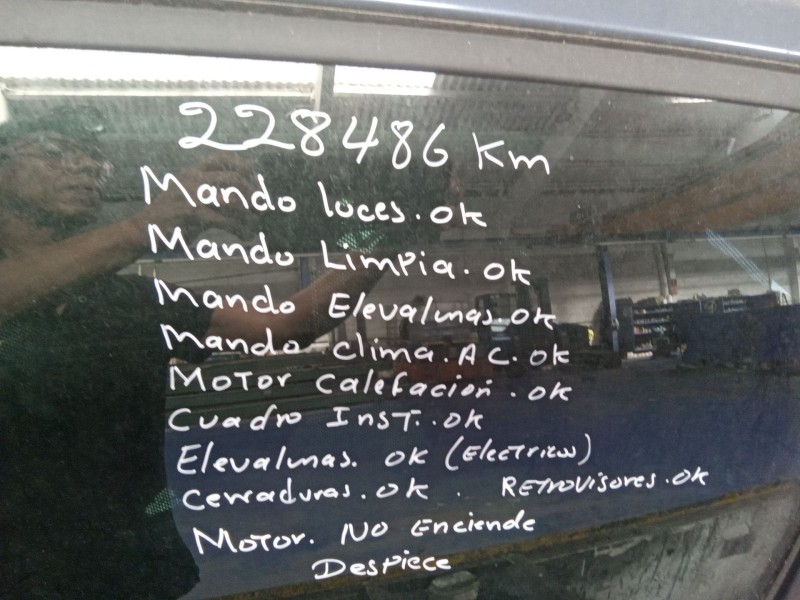 228486 Km
Mando luces. ok
Mando Limpia. ok
Mando Elevalunas. ok
Mando clima. A C. ok
Motor calefacion. ok
Cuadro Inst. ok
Elevalunas. ok (Electricos)
cerraduras. ok. Retrovisores. ok
Motor. No Enciende
Despiece